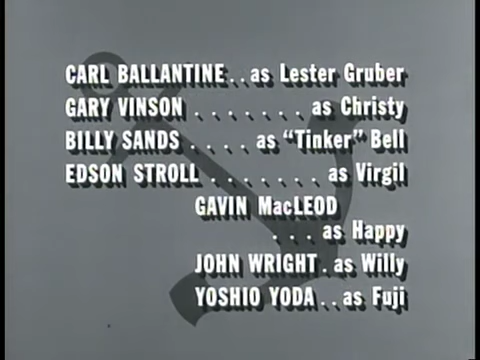 CARL BALLANTINE . . as Lester Gruber
GARY VINSON . . . . . . . as Christy
BILLY SANDS . . . . as “Tinker” Bell
EDSON STROLL . . . . . . . as Virgil
GAVIN MacLEOD
. . . as Happy
JOHN WRIGHT . as Willy
YOSHIO YODA . . as Fuji